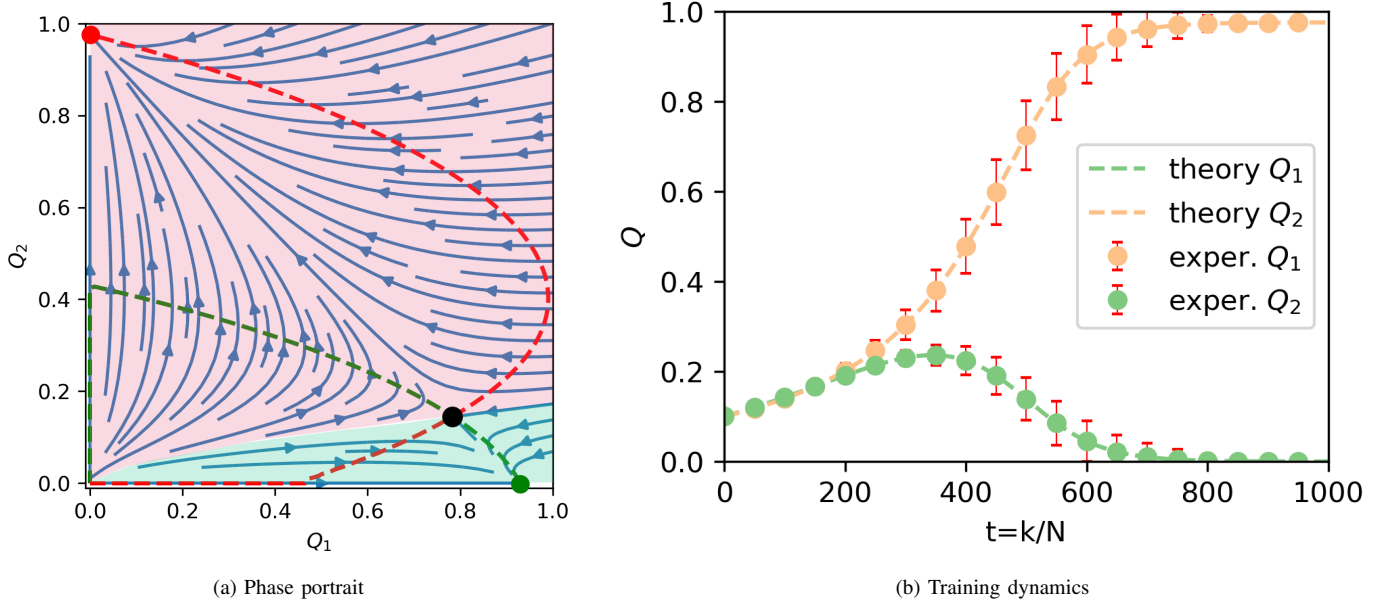 1.0
0.8
0.6
0.4
0.2
0.0
Q2
0.0 0.2 0.4 0.6 0.8 1.0
Q1
(a) Phase portrait
1.0
0.8
0.6
0.4
0.2
0.0
Q
0 200 400 600 800 1000
t=k/N
theory Q1
theory Q2
exper. Q1
exper. Q2
(b) Training dynamics